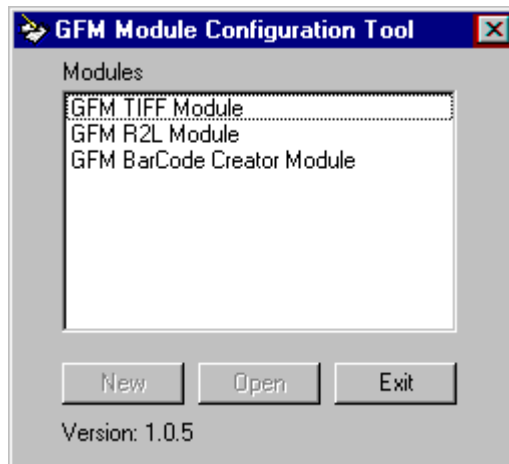 GFM Module Configuration Tool
Modules
GFM TIFF Module
GFM R2L Module
GFM BarCode Creator Module
New Open Exit
Version: 1.0.5